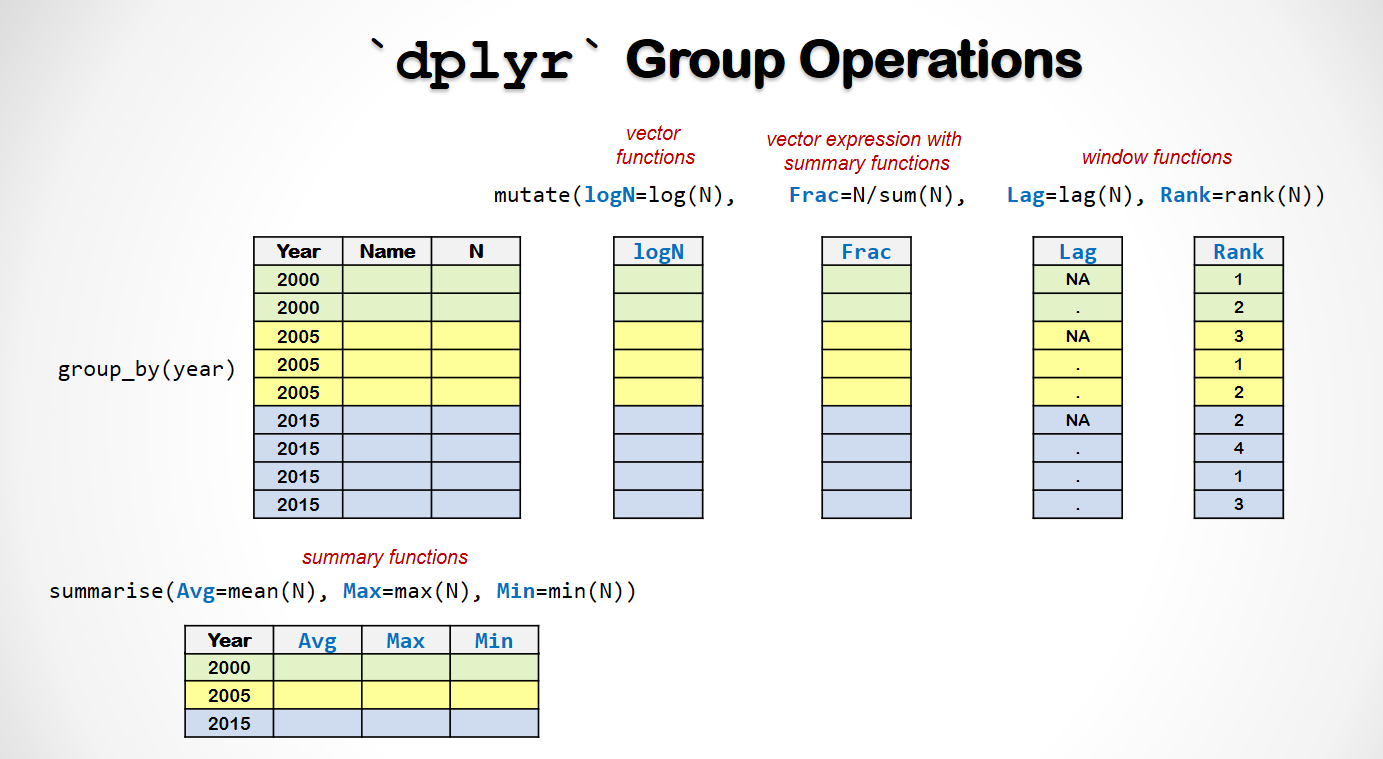 `dplyr` Group Operations
vector
functions
vector expression with
summary functions
window functions
mutate(logN=log(N), Frac=N/sum(N), Lag=lag(N), Rank=rank(N))
Year Name N logN Frac Lag Rank
2000 NA 1
2000 . 2
2005 NA 3
group_by(year)
2005 . 1
2005 . 2
2015 NA 2
2015 . 4
2015 . 1
2015 . 3
summary functions
summarise(Avg=mean(N), Max=max(N), Min=min(N))
Year Avg Max Min
2000
2005
2015